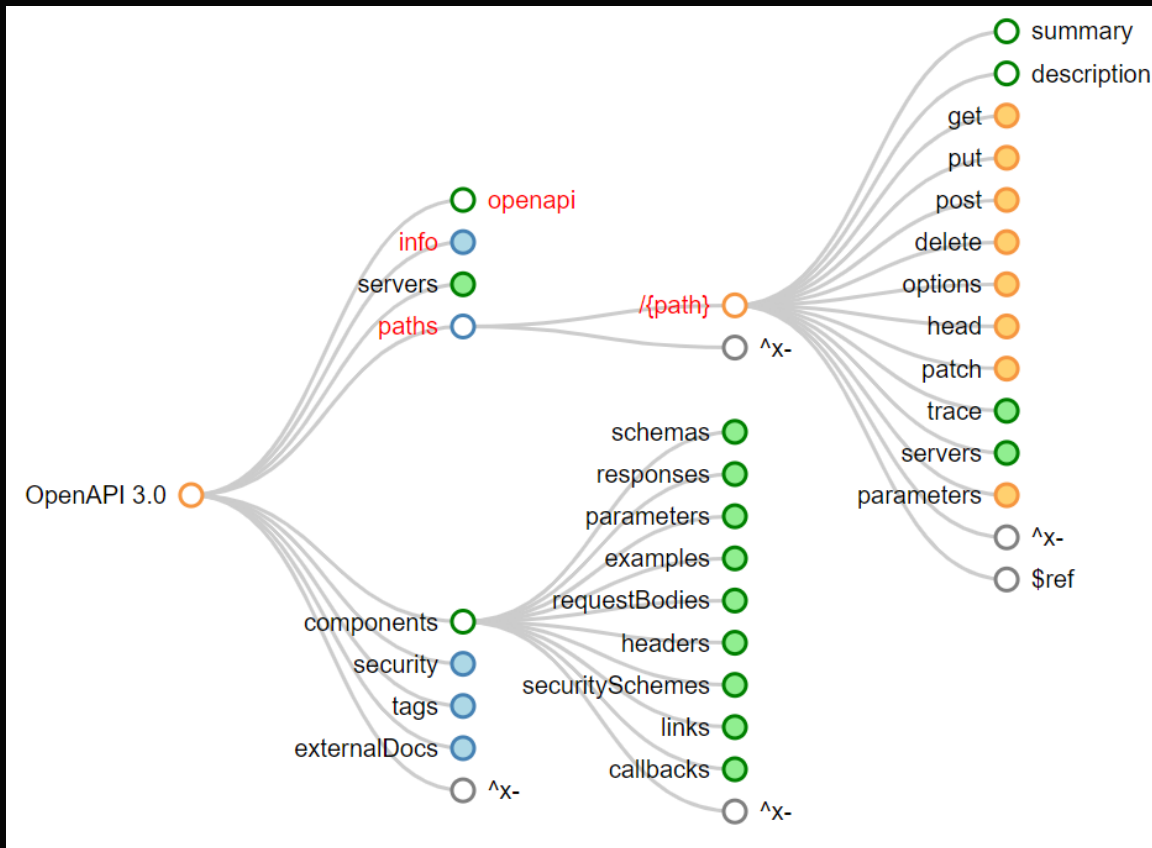 OpenAPI 3.0
openapi
info
servers
paths
components
security
tags
externalDocs
^x-
/{path}
^x-
schemas
responses
parameters
examples
requestBodies
headers
securitySchemes
links
callbacks
^x-
summary
description
get
put
post
delete
options
head
patch
trace
servers
parameters
^x-
$ref